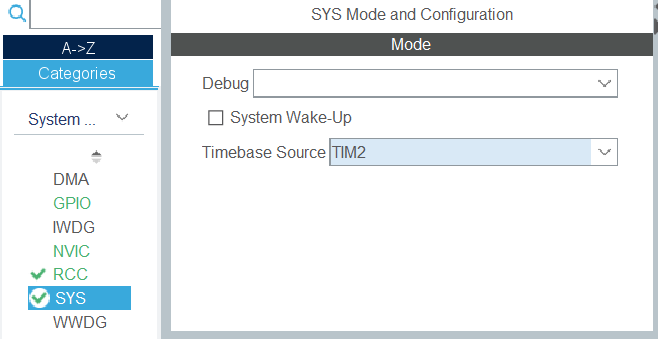 A->Z
Categories
System ...
DMA
GPIO
IWDG
NVIC
RCC
SYS
WWDG
SYS Mode and Configuration
Mode
Debug
System Wake-Up
Timebase Source TIM2